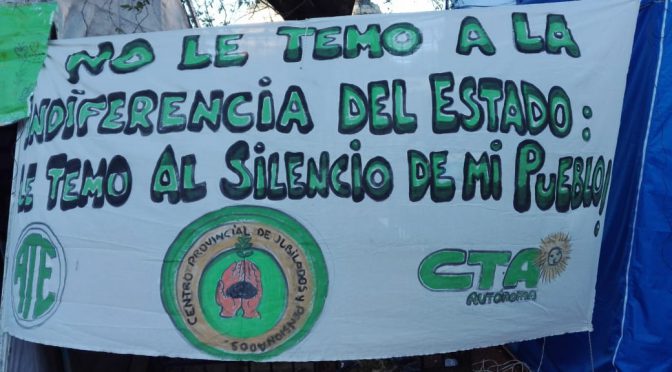 NO LE TEMO A LA
INDIFERENCIA DEL ESTADO:
LE TEMO AL SILENCIO DE MI PUEBLO!
ATE
CENTRO PROVINCIAL DE JUBILADOS Y PENSIONADOS.
CTA
AUTÓNOMA